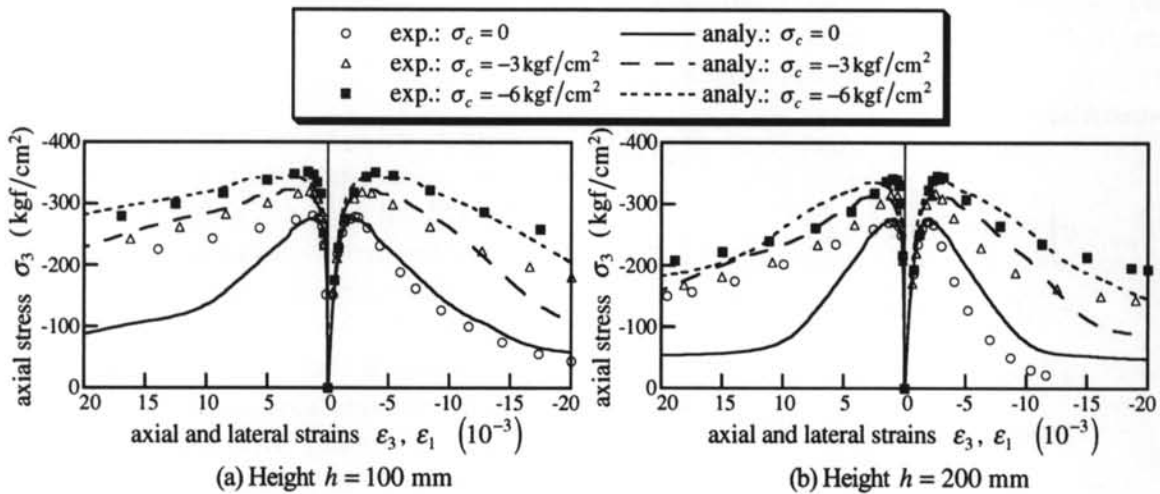 exp.: σc = 0 analy.: σc = 0
exp.: σc = −3 kgf/cm² analy.: σc = −3 kgf/cm²
exp.: σc = −6 kgf/cm² analy.: σc = −6 kgf/cm²
axial stress σ3 (kgf/cm²)
-400
-300
-200
-100
0
20 15 10 5 0 -5 -10 -15 -20
axial and lateral strains ε3, ε1 (10⁻³)
(a) Height h = 100 mm
axial stress σ3 (kgf/cm²)
-400
-300
-200
-100
0
20 15 10 5 0 -5 -10 -15 -20
axial and lateral strains ε3, ε1 (10⁻³)
(b) Height h = 200 mm